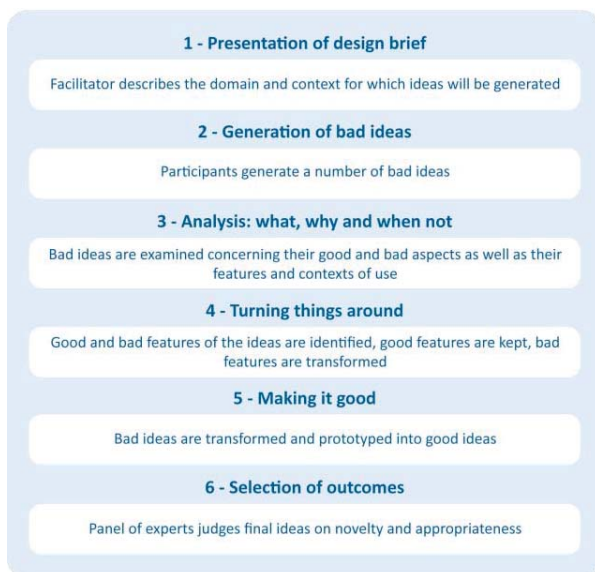 1 - Presentation of design brief
Facilitator describes the domain and context for which ideas will be generated
2 - Generation of bad ideas
Participants generate a number of bad ideas
3 - Analysis: what, why and when not
Bad ideas are examined concerning their good and bad aspects as well as their
features and contexts of use
4 - Turning things around
Good and bad features of the ideas are identified, good features are kept, bad
features are transformed
5 - Making it good
Bad ideas are transformed and prototyped into good ideas
6 - Selection of outcomes
Panel of experts judges final ideas on novelty and appropriateness